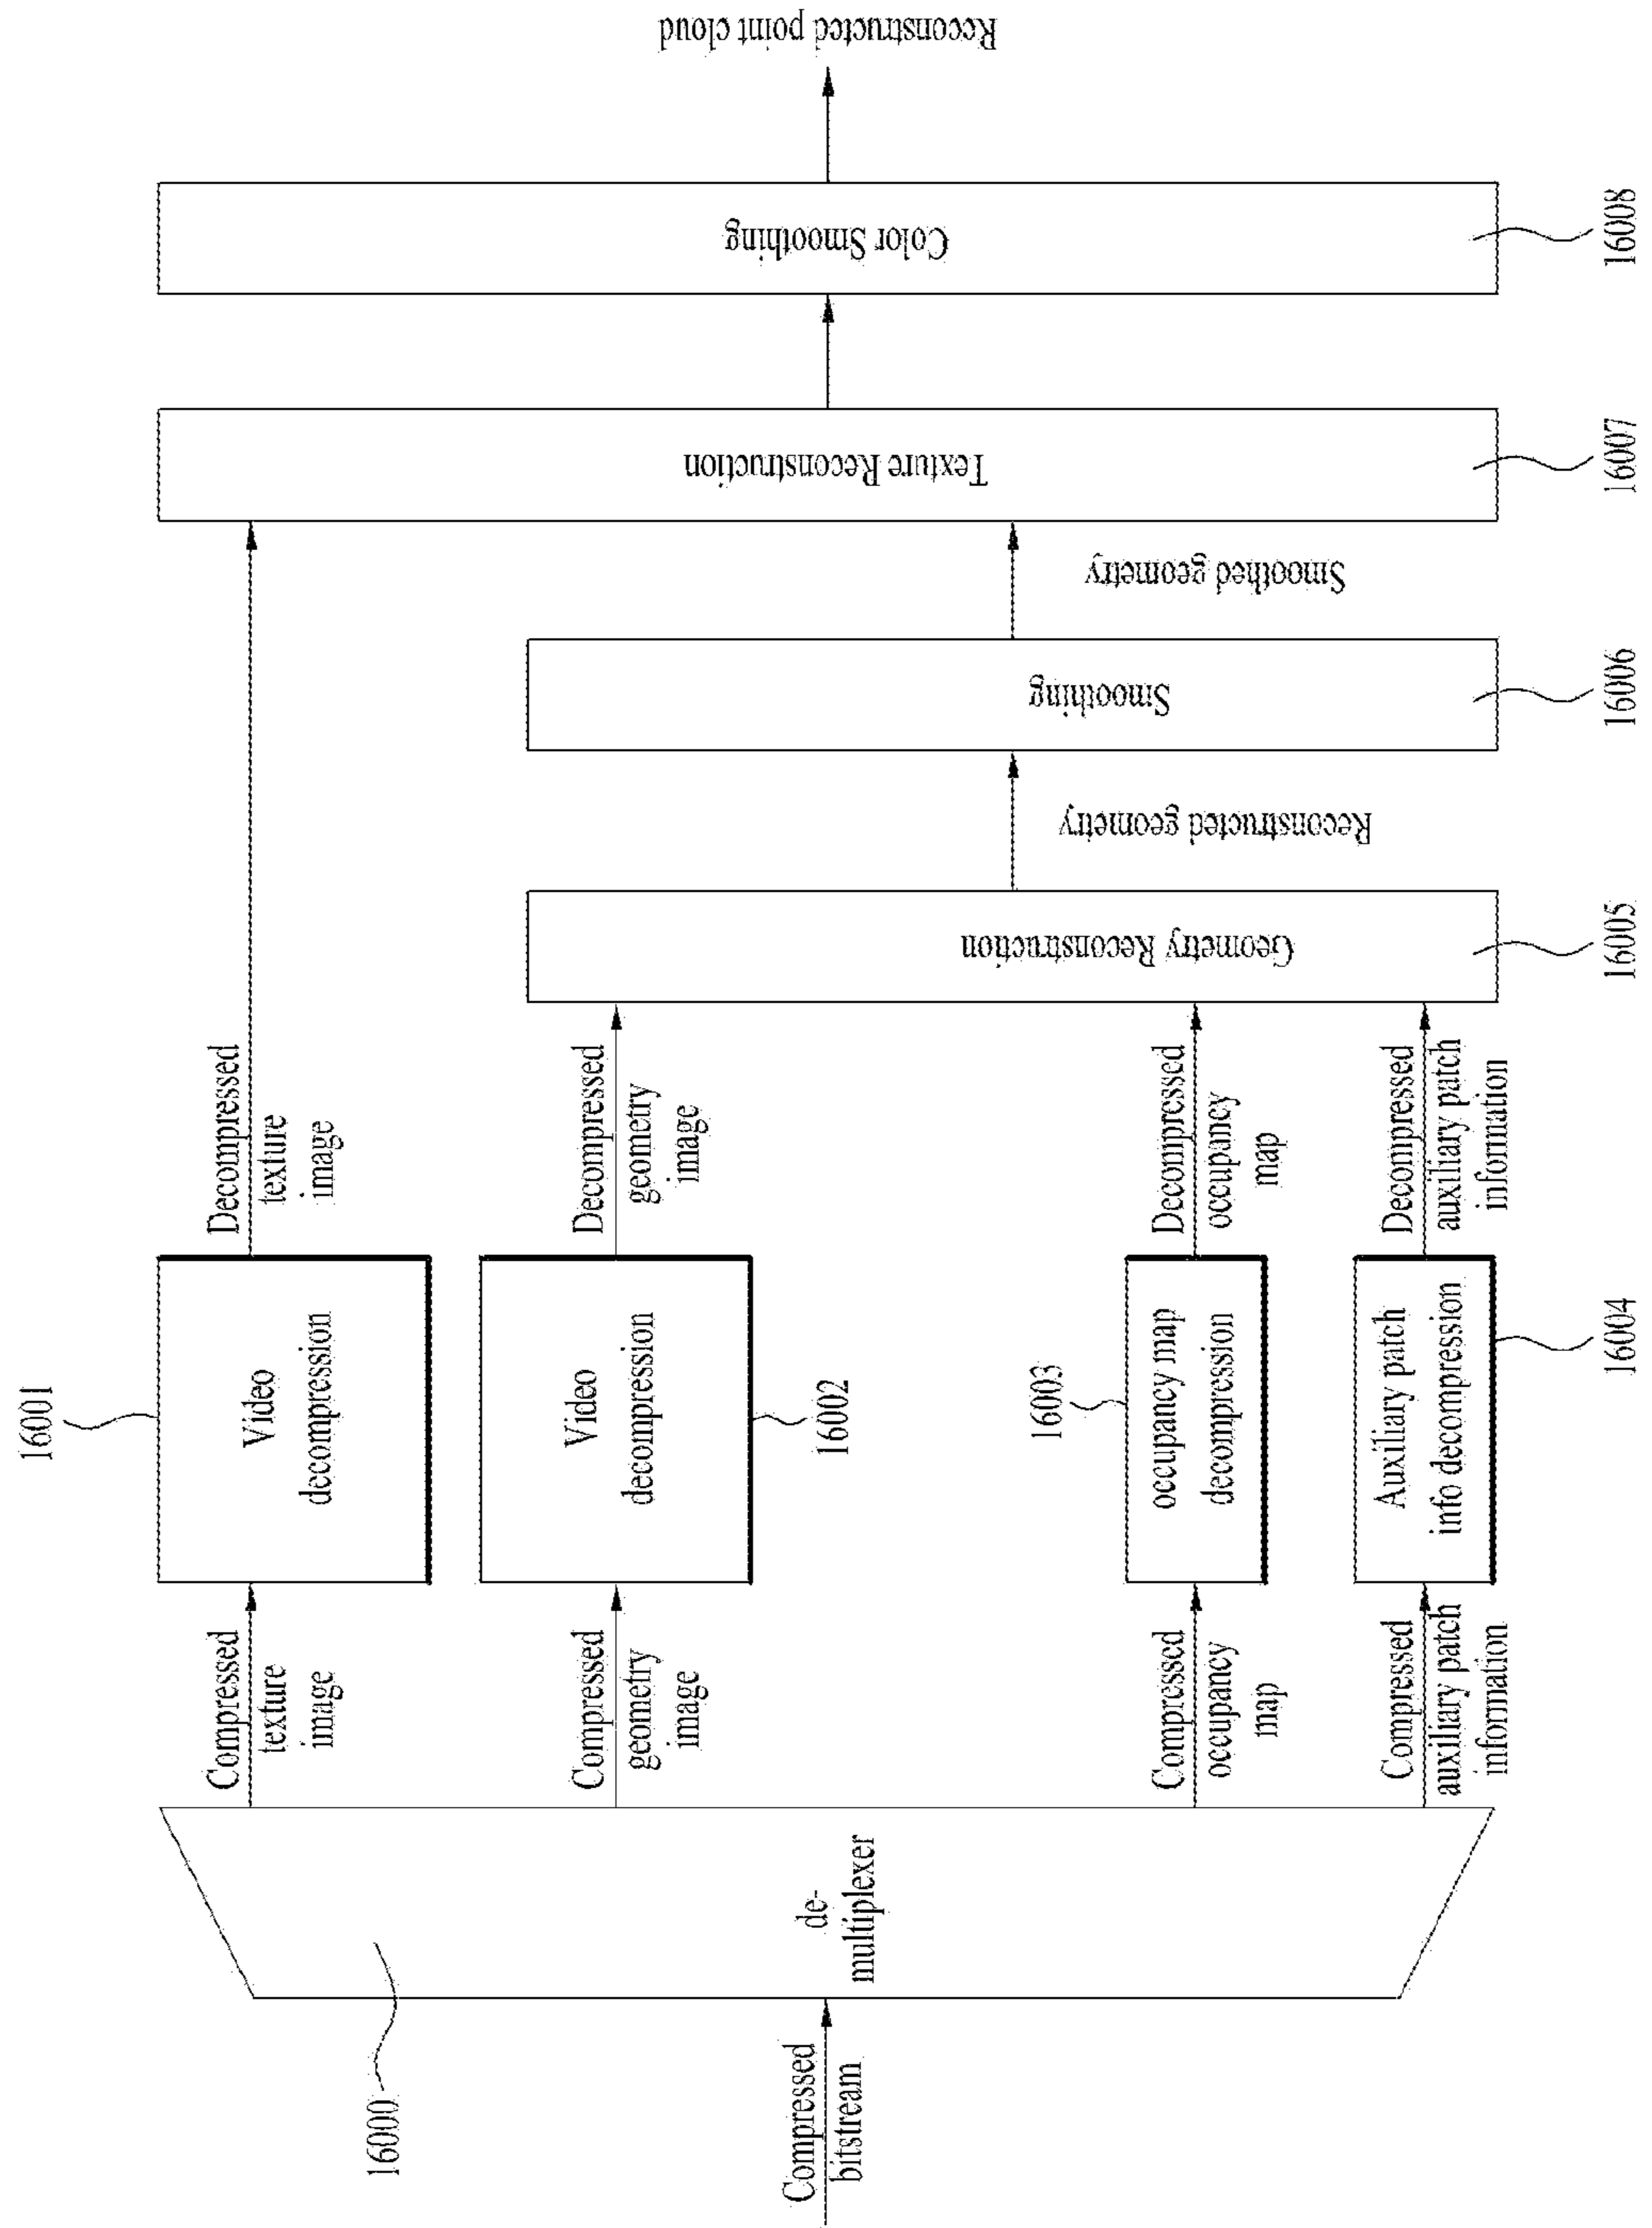 Compressed
bitstream
16000
de-
multiplexer
Compressed
texture
image
Compressed
geometry
image
Compressed
occupancy
map
Compressed
auxiliary patch
information
16001
Video
decompression
Video
decompression
16002
16003
occupancy map
decompression
Auxiliary patch
info decompression
16004
Decompressed
texture
image
Decompressed
geometry
image
Decompressed
occupancy
map
Decompressed
auxiliary patch
information
Geometry Reconstruction
16005
Reconstructed geometry
Smoothing
16006
Smoothed geometry
Texture Reconstruction
16007
Color Smoothing
16008
Reconstructed point cloud